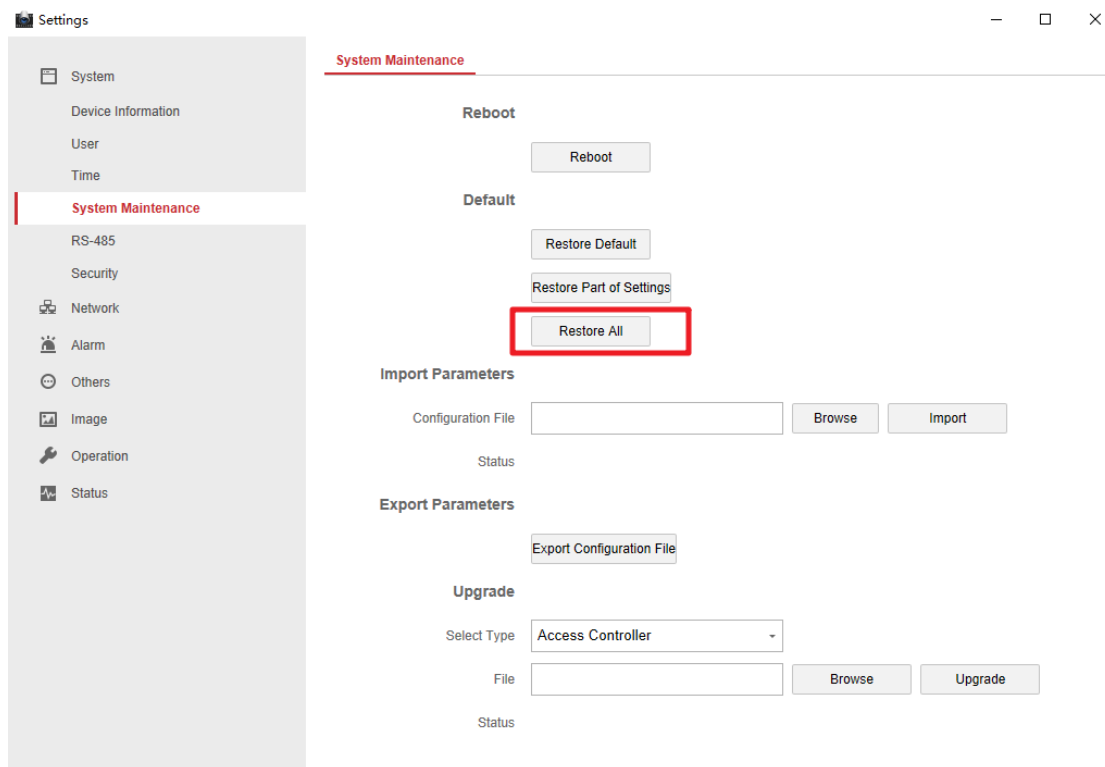 Settings
System
Device Information
User
Time
System Maintenance
RS-485
Security
Network
Alarm
Others
Image
Operation
Status
System Maintenance
Reboot
Reboot
Default
Restore Default
Restore Part of Settings
Restore All
Import Parameters
Configuration File Browse Import
Status
Export Parameters
Export Configuration File
Upgrade
Select Type Access Controller
File Browse Upgrade
Status